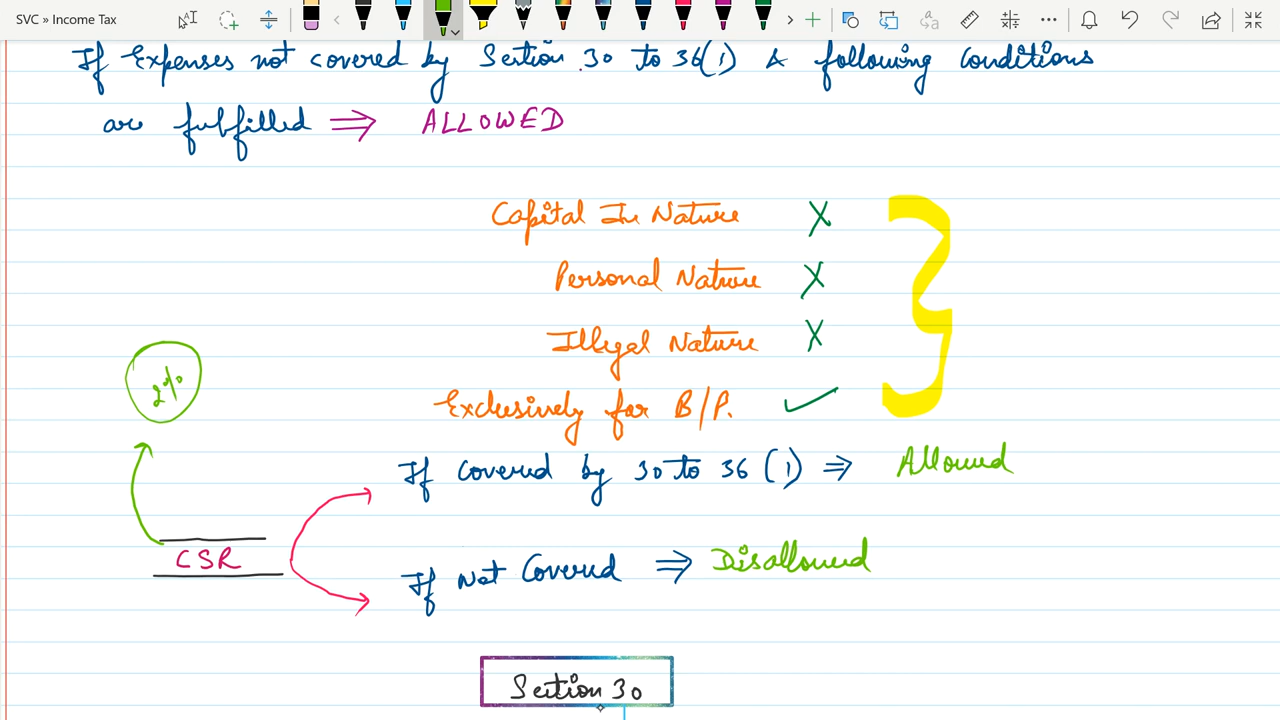 SVC » Income Tax
If Expenses not covered by Section 30 to 36(1) & following conditions
are fulfilled ⇒ ALLOWED
Capital In Nature X
Personal Nature X
Illegal Nature X
2%
Exclusively for B/P. ✓
If Covered by 30 to 36 (1) ⇒ Allowed
CSR
If Not Covered ⇒ Disallowed
Section 30